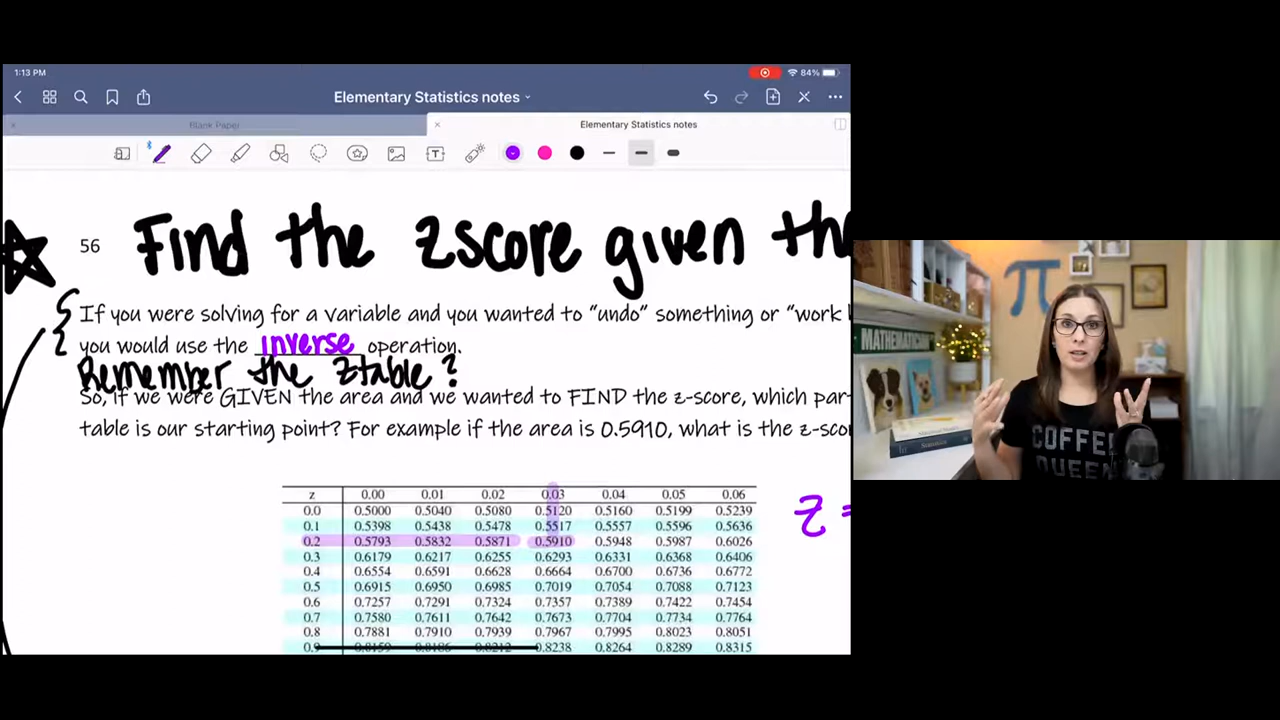 1:13 PM
84%
Elementary Statistics notes
Blank Paper
Elementary Statistics notes
T
56
Find the zscore given the
If you were solving for a variable and you wanted to “undo” something or “work
you would use the inverse operation.
Remember the Ztable?
So, if we were GIVEN the area and we wanted to FIND the z-score, which par-
table is our starting point? For example if the area is 0.5910, what is the z-sco
z 0.00 0.01 0.02 0.03 0.04 0.05 0.06
0.0 0.5000 0.5040 0.5080 0.5120 0.5160 0.5199 0.5239
0.1 0.5398 0.5438 0.5478 0.5517 0.5557 0.5596 0.5636
0.2 0.5793 0.5832 0.5871 0.5910 0.5948 0.5987 0.6026
0.3 0.6179 0.6217 0.6255 0.6293 0.6331 0.6368 0.6406
0.4 0.6554 0.6591 0.6628 0.6664 0.6700 0.6736 0.6772
0.5 0.6915 0.6950 0.6985 0.7019 0.7054 0.7088 0.7123
0.6 0.7257 0.7291 0.7324 0.7357 0.7389 0.7422 0.7454
0.7 0.7580 0.7611 0.7642 0.7673 0.7704 0.7734 0.7764
0.8 0.7881 0.7910 0.7939 0.7967 0.7995 0.8023 0.8051
0.9 0.8159 0.8186 0.8212 0.8238 0.8264 0.8289 0.8315
z =
MATHEMATICIAN
COFFEE
QUEEN